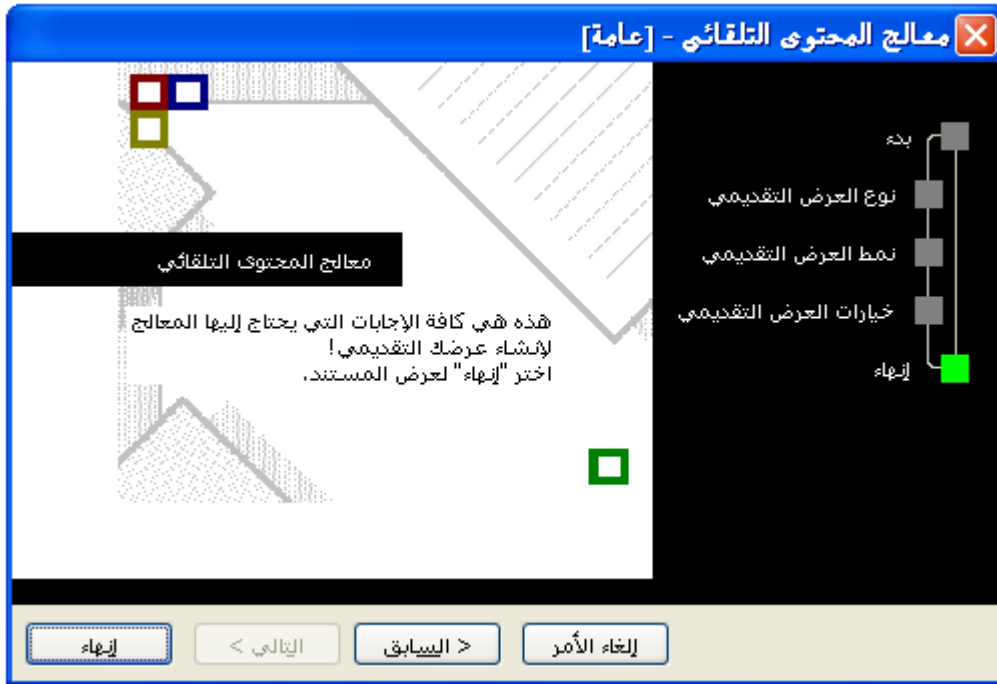 معالج المحتوى التلقائي - [عامة]
بدء
نوع العرض التقديمي
نمط العرض التقديمي
خيارات العرض التقديمي
إنهاء
معالج المحتوى التلقائي
هذه هي كافة الإجابات التي يحتاج إليها المعالج
لإنشاء عرضك التقديمي!
اختر "إنهاء" لعرض المستند.
إلغاء الأمر
< السابق
التالي >
إنهاء